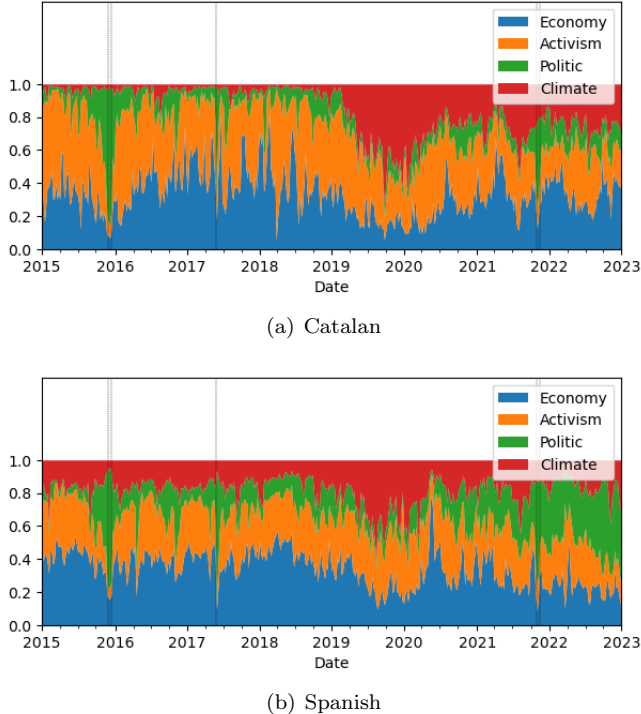 Economy
Activism
Politic
Climate
1.0
0.8
0.6
0.4
0.2
0.0
2015 2016 2017 2018 2019 2020 2021 2022 2023
Date
(a) Catalan
Economy
Activism
Politic
Climate
1.0
0.8
0.6
0.4
0.2
0.0
2015 2016 2017 2018 2019 2020 2021 2022 2023
Date
(b) Spanish